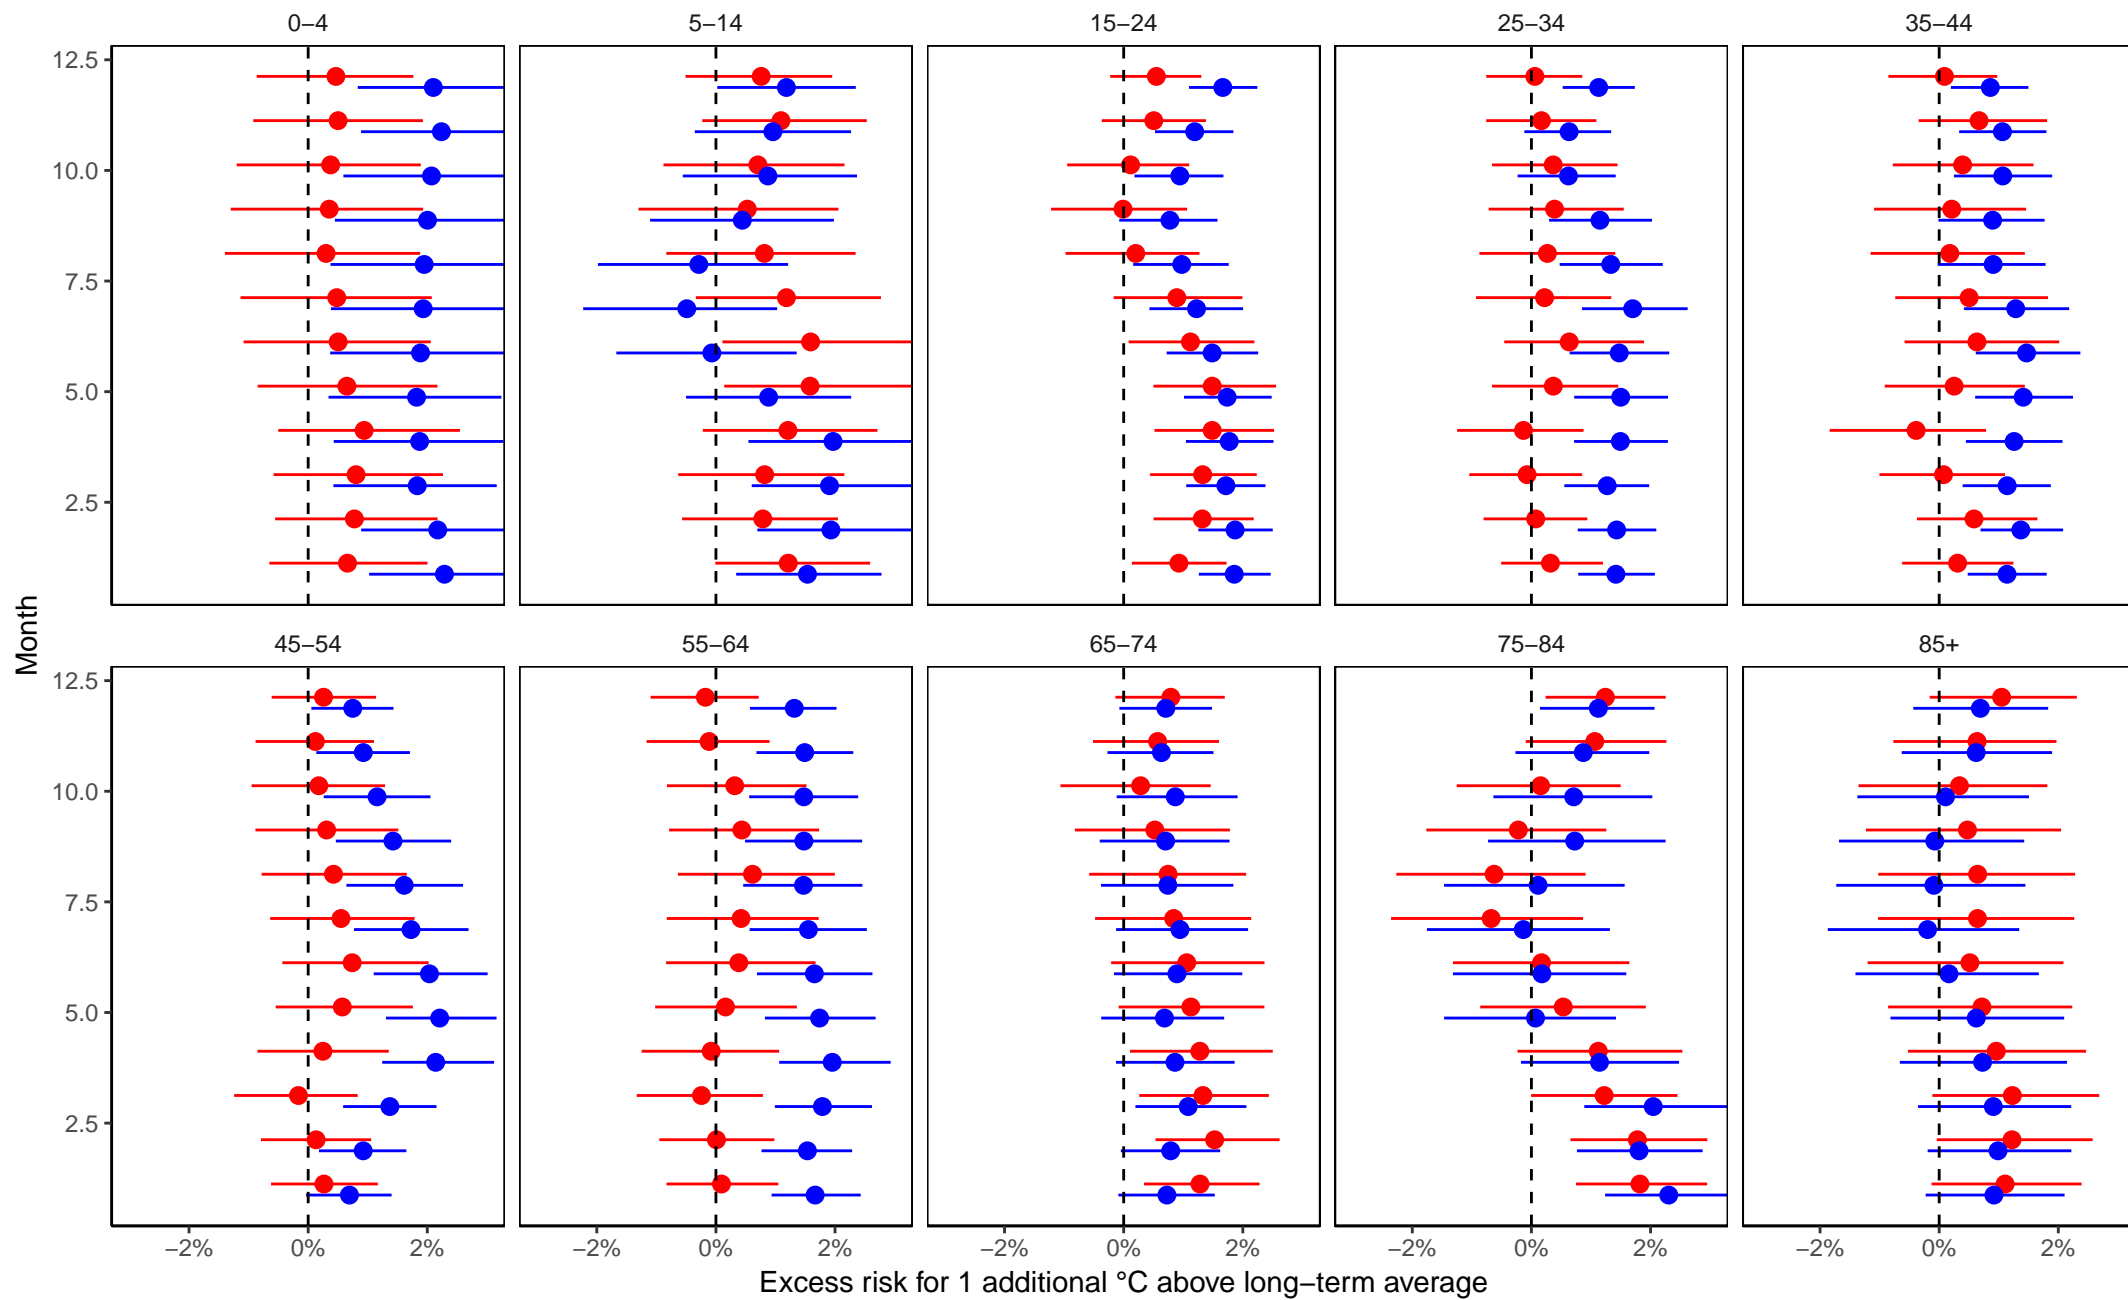 0−4 5−14 15−24 25−34 35−44
12.5
10.0
7.5
5.0
2.5
Month
45−54 55−64 65−74 75−84 85+
12.5
10.0
7.5
5.0
2.5
−2% 0% 2% −2% 0% 2% −2% 0% 2% −2% 0% 2% −2% 0% 2%
Excess risk for 1 additional °C above long−term average